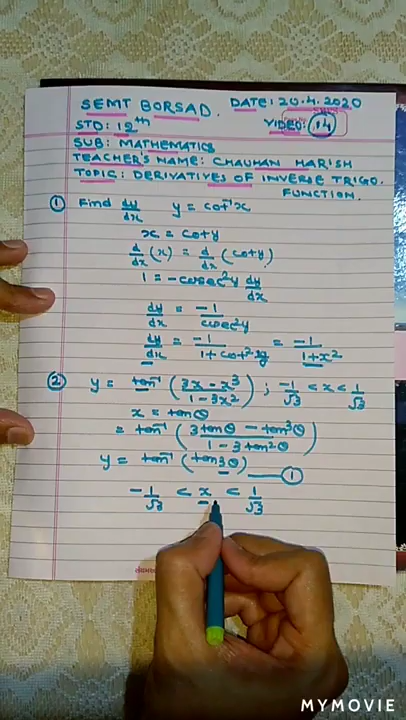 SEMT BORSAD. DATE: 20.4.2020
STD: 12th VIDEO: 14
SUB: MATHEMATICS
TEACHER'S NAME: CHAUHAN HARISH
TOPIC: DERIVATIVES OF INVERSE TRIGO.
FUNCTION.
① Find dy/dx y = cot⁻¹x
x = coty
d/dx (x) = d/dx (coty)
1 = -cosec²y dy/dx
dy/dx = -1/cosec²y
dy/dx = -1/1+cot²y = -1/1+x²
② y = tan⁻¹ (3x - x³/1 - 3x²) ; -1/√3 < x < 1/√3
x = tanθ
= tan⁻¹ (3tanθ - tan³θ/1 - 3tan²θ)
y = tan⁻¹ (tan3θ) ——①
-1/√3 < x < 1/√3
MYMOVIE